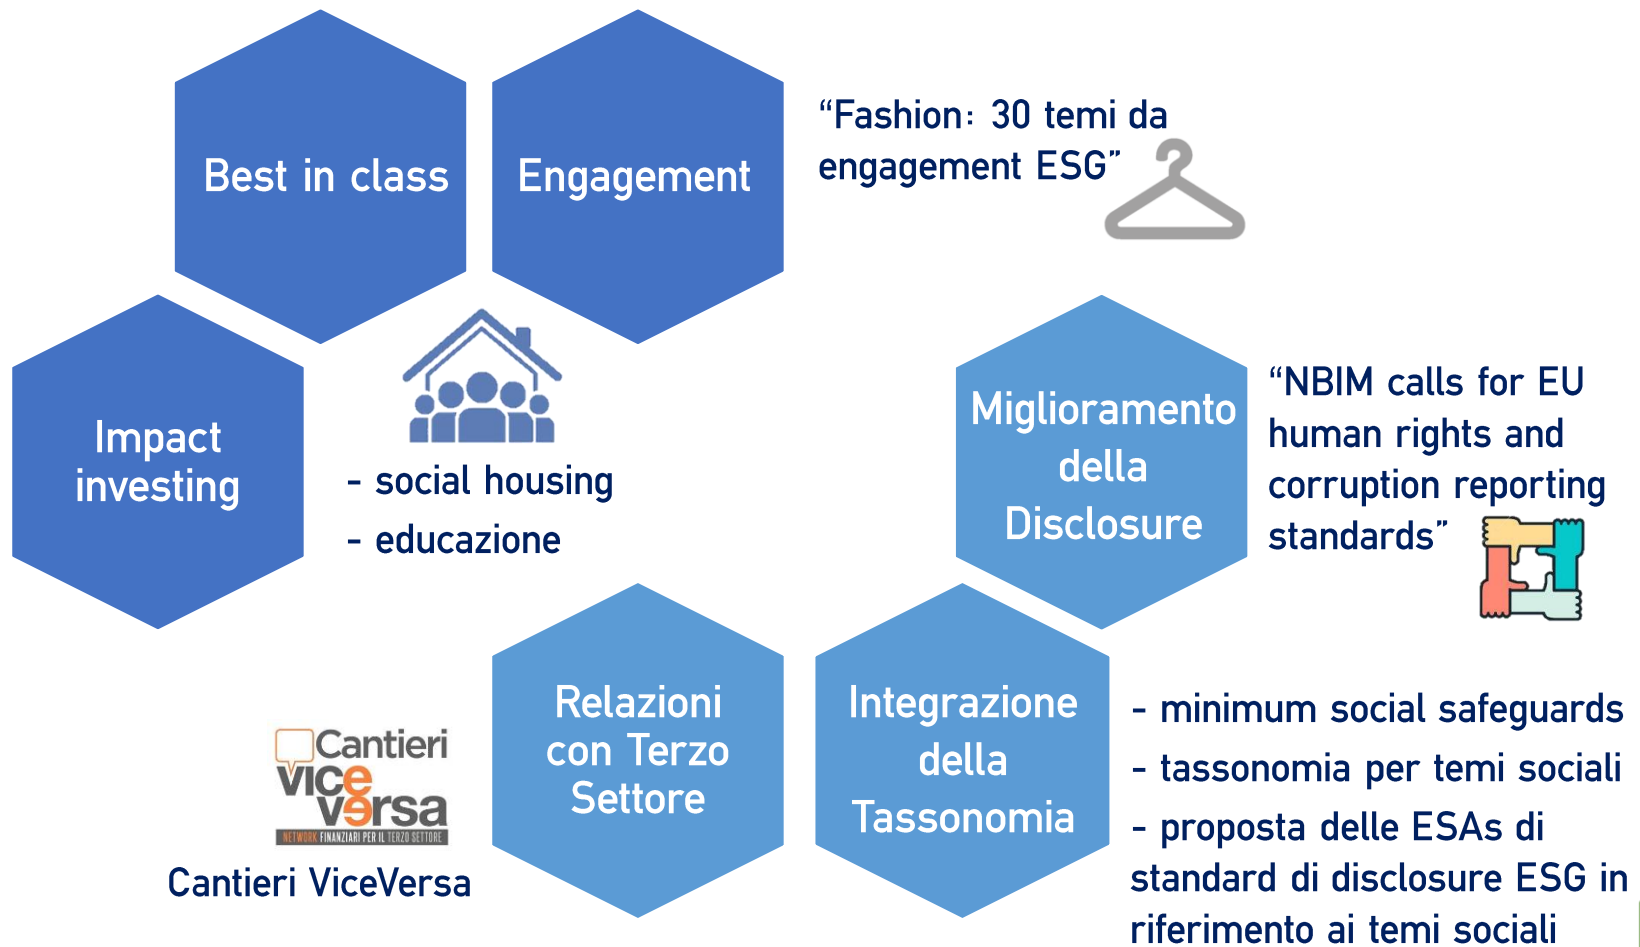 Best in class
Engagement
“Fashion: 30 temi da
engagement ESG”
Impact
investing
- social housing
- educazione
Miglioramento
della
Disclosure
“NBIM calls for EU
human rights and
corruption reporting
standards”
Relazioni
con Terzo
Settore
Cantieri
vice
versa
NETWORK FINANZIARI PER IL TERZO SETTORE
Cantieri ViceVersa
Integrazione
della
Tassonomia
- minimum social safeguards
- tassonomia per temi sociali
- proposta delle ESAs di
standard di disclosure ESG in
riferimento ai temi sociali